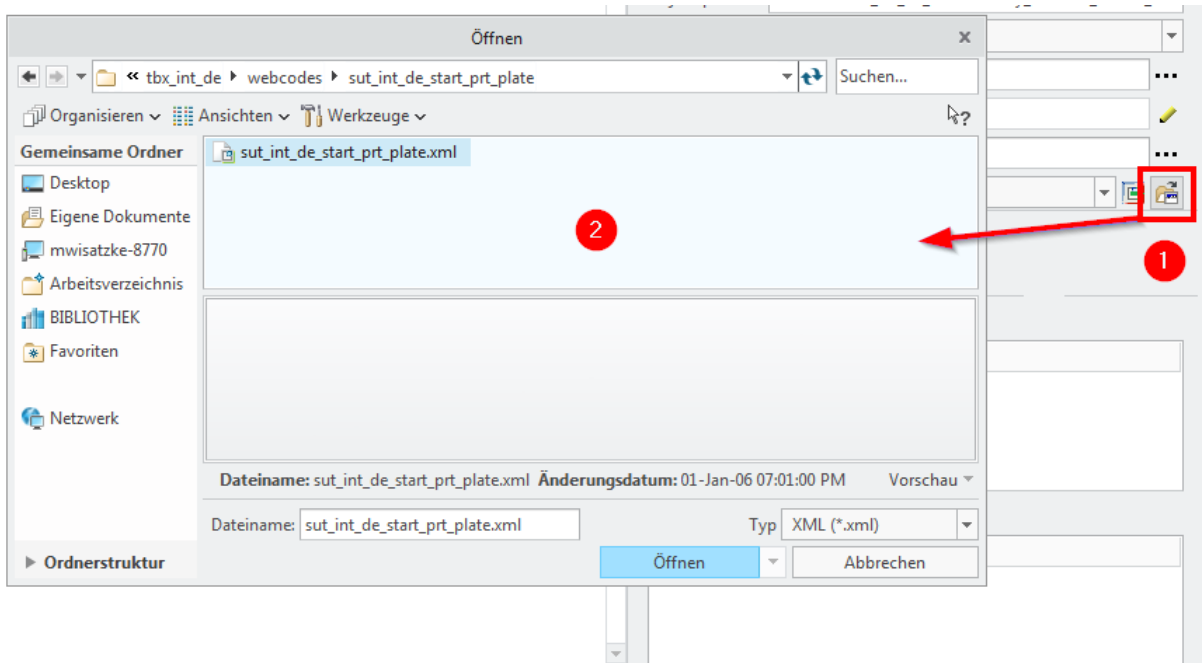 Öffnen
« tbx_int_de webcodes sut_int_de_start_prt_plate
Suchen...
Organisieren Ansichten Werkzeuge
?
Gemeinsame Ordner
sut_int_de_start_prt_plate.xml
Desktop
Eigene Dokumente
mwisatzke-8770
Arbeitsverzeichnis
BIBLIOTHEK
Favoriten
Netzwerk
2
1
Dateiname: sut_int_de_start_prt_plate.xml Änderungsdatum: 01-Jan-06 07:01:00 PM Vorschau
Dateiname: sut_int_de_start_prt_plate.xml Typ XML (*.xml)
Ordnerstruktur
Öffnen
Abbrechen